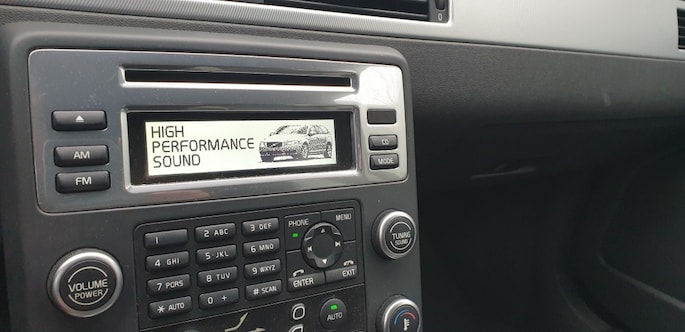 0
HIGH
PERFORMANCE
SOUND
AM
FM
CD
MODE
1
2 ABC
3 DEF
4 GHI
5-JKL
6 MNO
7 PQRS
8 TUV
9 WXYZ
* AUTO
0 +
# SCAN
PHONE
MENU
ENTER
EXIT
AUTO
VOLUME
POWER
TUNING
SOUND